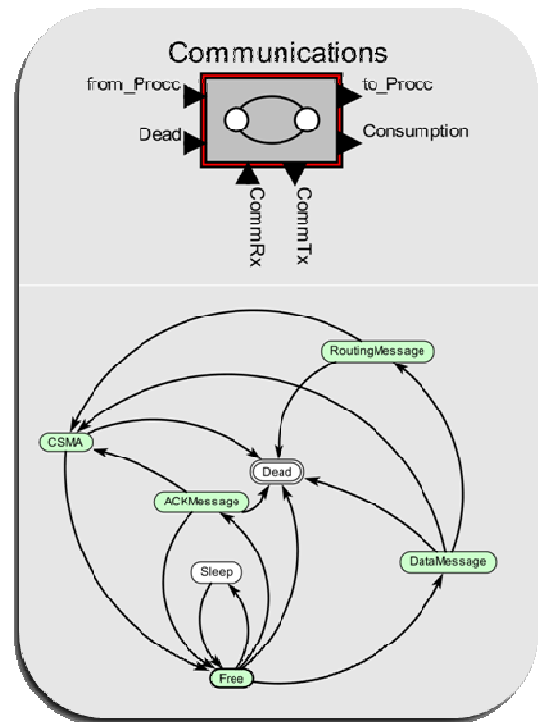 Communications
from_Procc
to_Procc
Dead
Consumption
CommRx
CommTx
RoutingMessage
CSMA
Dead
ACKMessage
DataMessage
Sleep
Free